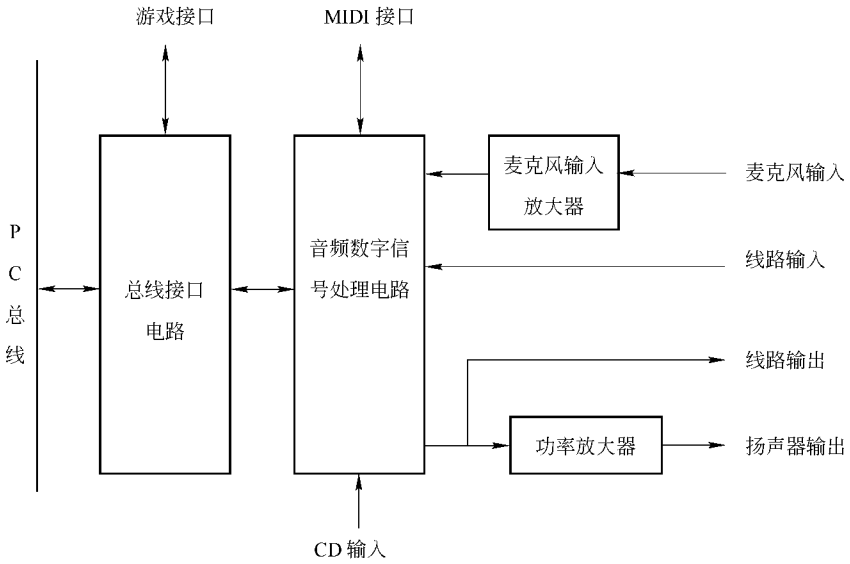 游戏接口
MIDI 接口
麦克风输入
放大器
麦克风输入
P
C
总
线
总线接口
电路
音频数字信
号处理电路
线路输入
线路输出
功率放大器
扬声器输出
CD 输入